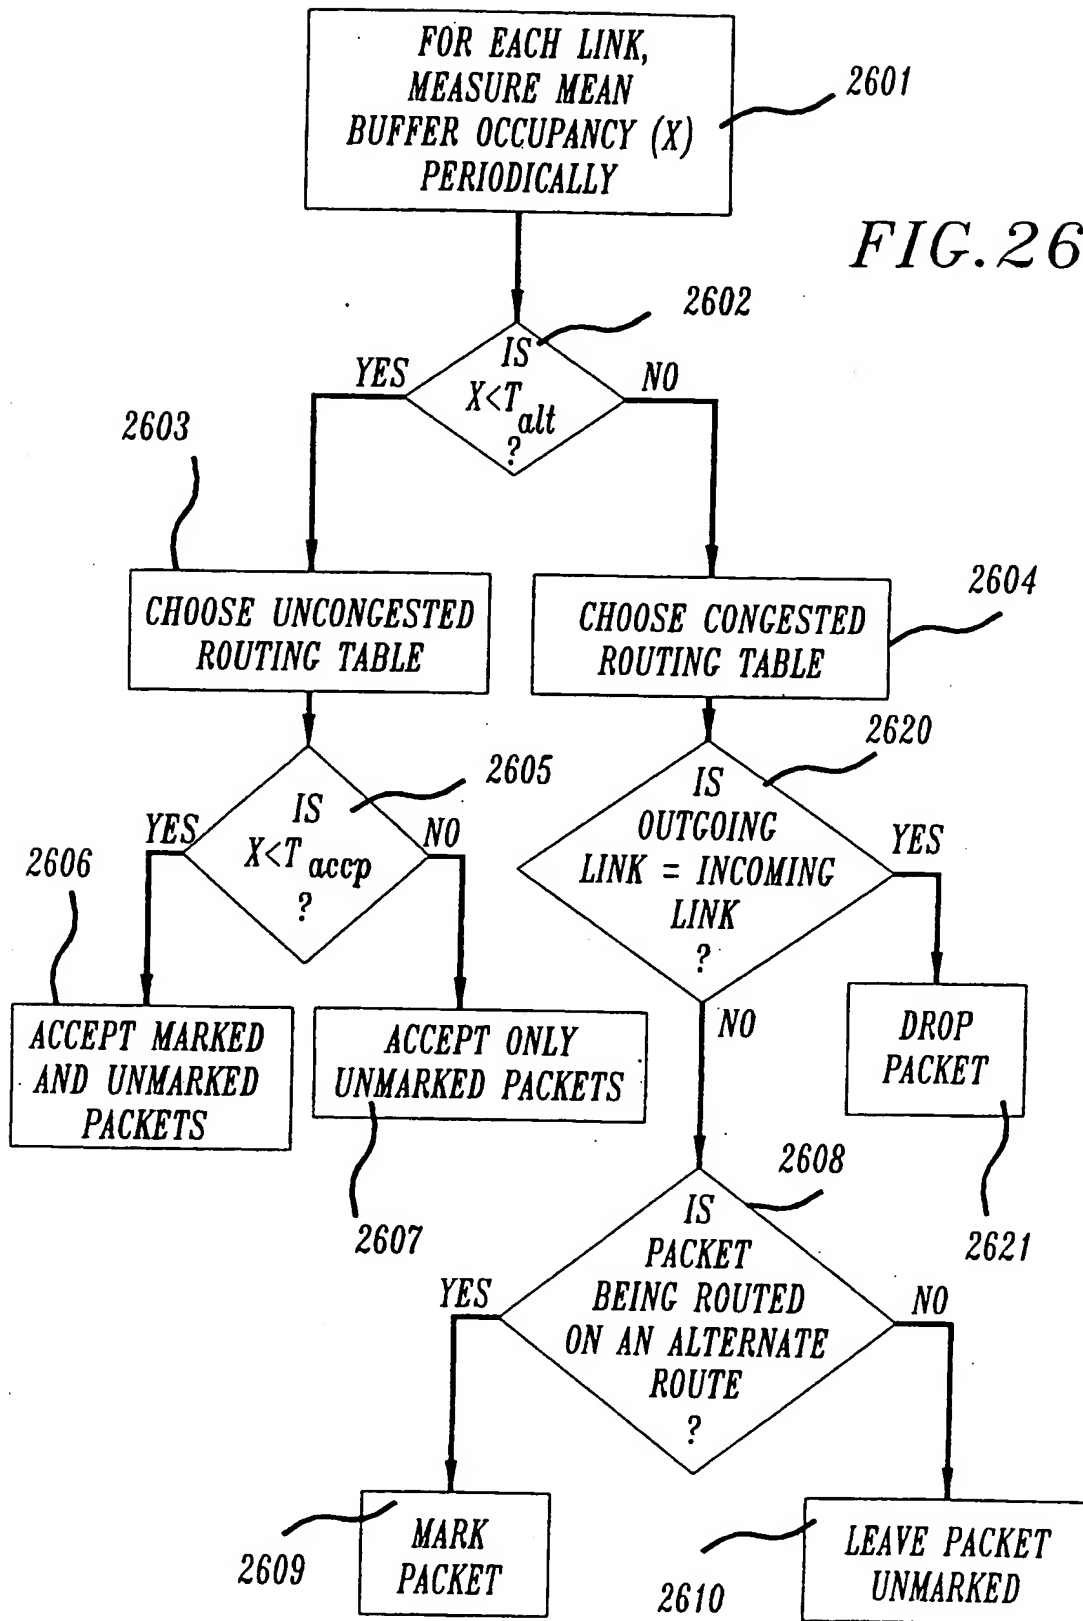 FOR EACH LINK,
MEASURE MEAN
BUFFER OCCUPANCY (X)
PERIODICALLY
2601
FIG. 26
2602
IS
X<T alt
?
YES
NO
2603
CHOOSE UNCONGESTED
ROUTING TABLE
CHOOSE CONGESTED
ROUTING TABLE
2604
2605
IS
X<T accp
?
YES
NO
2620
IS
OUTGOING
LINK = INCOMING
LINK
?
YES
NO
2606
ACCEPT MARKED
AND UNMARKED
PACKETS
ACCEPT ONLY
UNMARKED PACKETS
2607
DROP
PACKET
2621
2608
IS
PACKET
BEING ROUTED
ON AN ALTERNATE
ROUTE
?
YES
NO
MARK
PACKET
2609
LEAVE PACKET
UNMARKED
2610